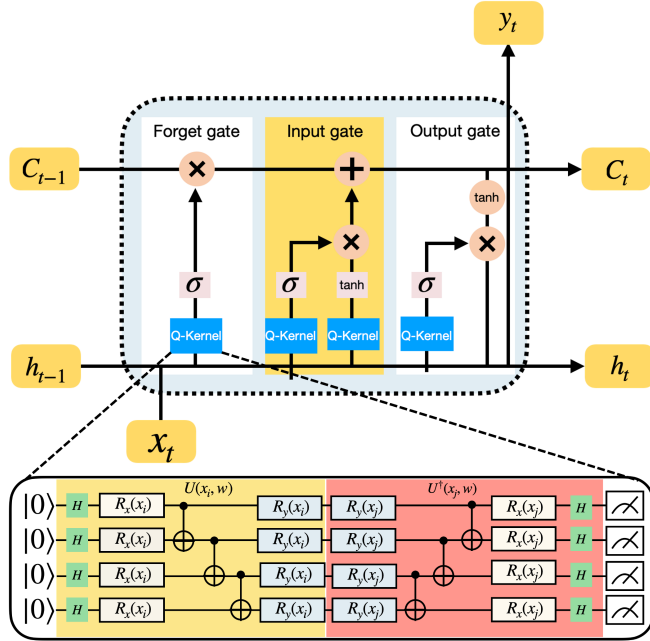 y_t
Forget gate Input gate Output gate
C_{t−1} × + C_t
tanh
× ×
σ σ tanh σ
Q-Kernel Q-Kernel Q-Kernel Q-Kernel
h_{t−1} h_t
x_t
U(x_i, w) U†(x_j, w)
|0⟩ H R_x(x_i) R_y(x_i) R_y(x_j) R_x(x_j) H
|0⟩ H R_x(x_i) R_y(x_i) R_y(x_j) R_x(x_j) H
|0⟩ H R_x(x_i) R_y(x_i) R_y(x_j) R_x(x_j) H
|0⟩ H R_x(x_i) R_y(x_i) R_y(x_j) R_x(x_j) H